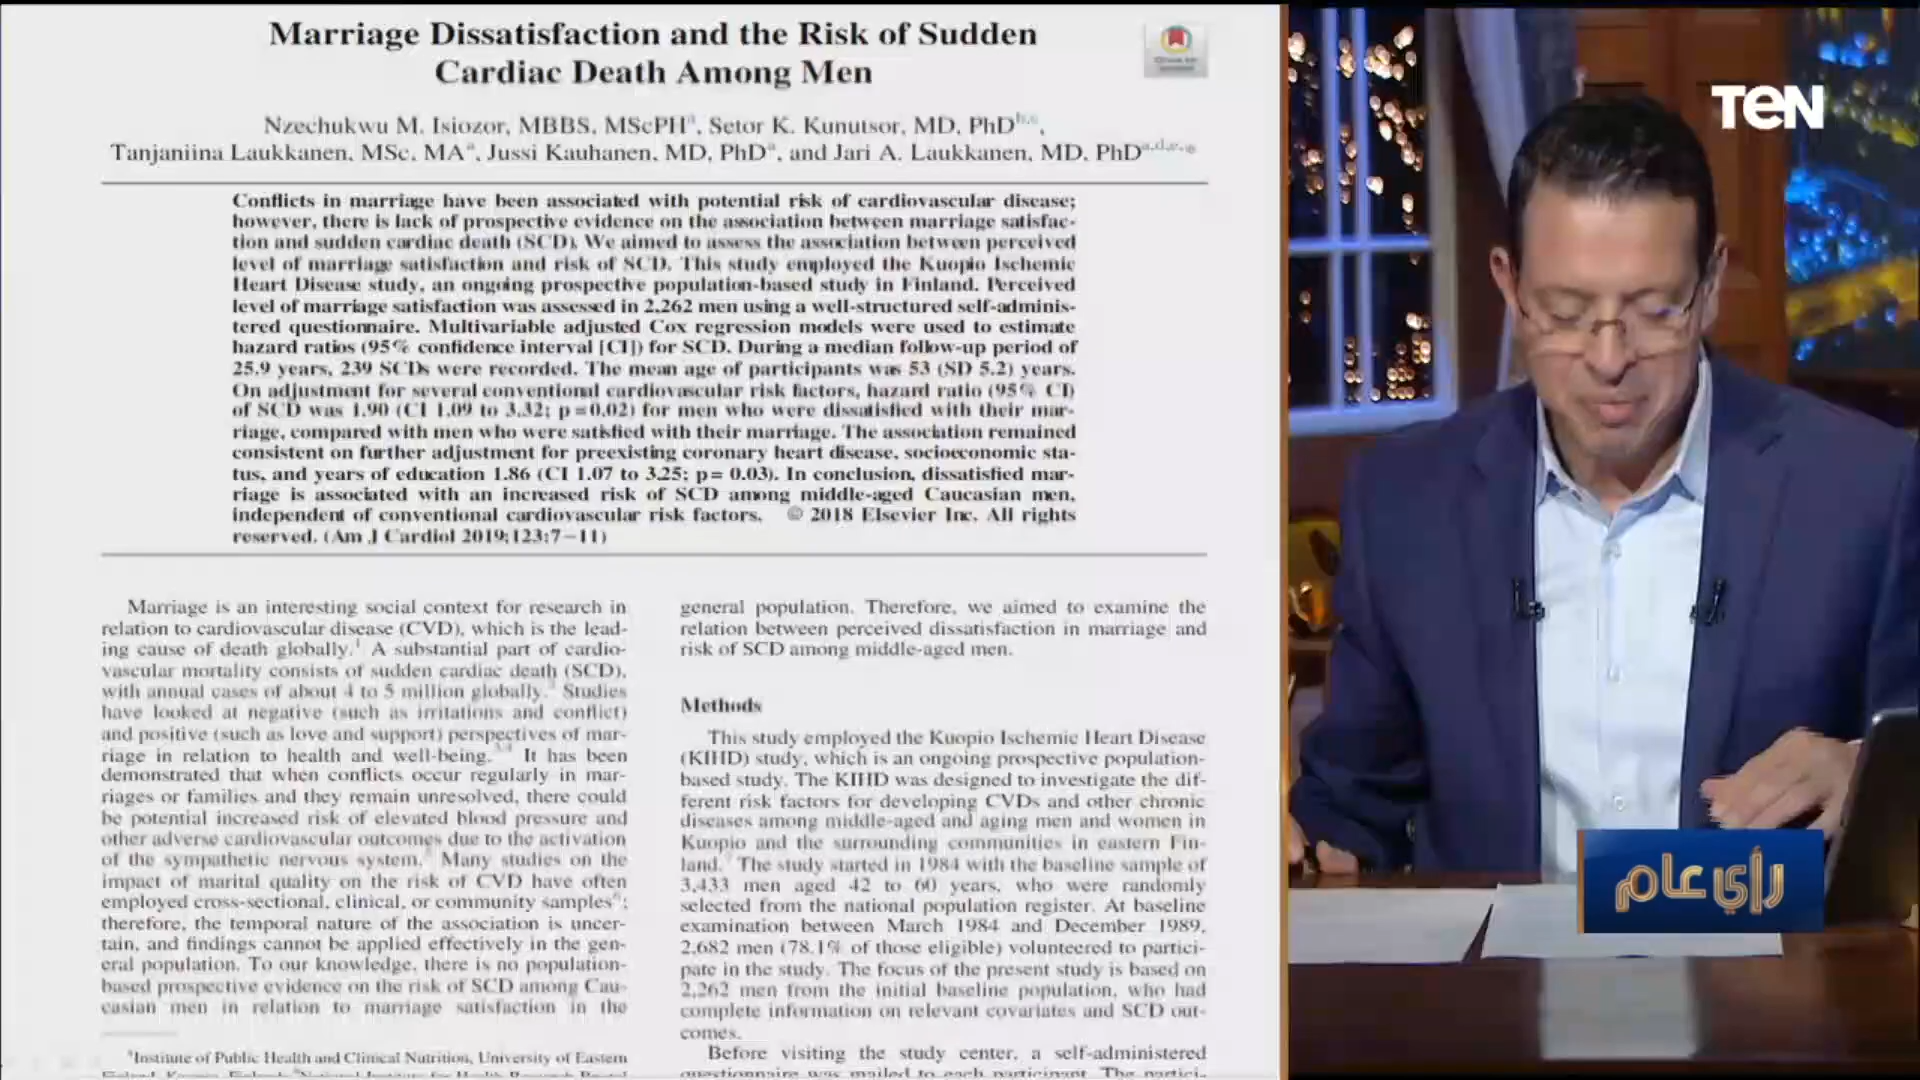 Marriage Dissatisfaction and the Risk of Sudden
Cardiac Death Among Men
Nzechukwu M. Isiozor, MBBS, MScPHᵃ, Setor K. Kunutsor, MD, PhDᵇ,ᶜ,
Tanjaniina Laukkanen, MSc, MAᵃ, Jussi Kauhanen, MD, PhDᵃ, and Jari A. Laukkanen, MD, PhDᵃ,ᵈ,ᵉ,*
Conflicts in marriage have been associated with potential risk of cardiovascular disease;
however, there is lack of prospective evidence on the association between marriage satisfac-
tion and sudden cardiac death (SCD). We aimed to assess the association between perceived
level of marriage satisfaction and risk of SCD. This study employed the Kuopio Ischemic
Heart Disease study, an ongoing prospective population-based study in Finland. Perceived
level of marriage satisfaction was assessed in 2,262 men using a well-structured self-adminis-
tered questionnaire. Multivariable adjusted Cox regression models were used to estimate
hazard ratios (95% confidence interval [CI]) for SCD. During a median follow-up period of
25.9 years, 239 SCDs were recorded. The mean age of participants was 53 (SD 5.2) years.
On adjustment for several conventional cardiovascular risk factors, hazard ratio (95% CI)
of SCD was 1.90 (CI 1.09 to 3.32; p=0.02) for men who were dissatisfied with their mar-
riage, compared with men who were satisfied with their marriage. The association remained
consistent on further adjustment for preexisting coronary heart disease, socioeconomic sta-
tus, and years of education 1.86 (CI 1.07 to 3.25; p= 0.03). In conclusion, dissatisfied mar-
riage is associated with an increased risk of SCD among middle-aged Caucasian men,
independent of conventional cardiovascular risk factors. © 2018 Elsevier Inc. All rights
reserved. (Am J Cardiol 2019;123:7−11)
Marriage is an interesting social context for research in
relation to cardiovascular disease (CVD), which is the lead-
ing cause of death globally.¹ A substantial part of cardio-
vascular mortality consists of sudden cardiac death (SCD),
with annual cases of about 4 to 5 million globally. Studies
have looked at negative (such as irritations and conflict)
and positive (such as love and support) perspectives of mar-
riage in relation to health and well-being. It has been
demonstrated that when conflicts occur regularly in mar-
riages or families and they remain unresolved, there could
be potential increased risk of elevated blood pressure and
other adverse cardiovascular outcomes due to the activation
of the sympathetic nervous system. Many studies on the
impact of marital quality on the risk of CVD have often
employed cross-sectional, clinical, or community samples;
therefore, the temporal nature of the association is uncer-
tain, and findings cannot be applied effectively in the gen-
eral population. To our knowledge, there is no population-
based prospective evidence on the risk of SCD among Cau-
casian men in relation to marriage satisfaction in the
ᵃInstitute of Public Health and Clinical Nutrition, University of Eastern
general population. Therefore, we aimed to examine the
relation between perceived dissatisfaction in marriage and
risk of SCD among middle-aged men.
Methods
This study employed the Kuopio Ischemic Heart Disease
(KIHD) study, which is an ongoing prospective population-
based study. The KIHD was designed to investigate the dif-
ferent risk factors for developing CVDs and other chronic
diseases among middle-aged and aging men and women in
Kuopio and the surrounding communities in eastern Fin-
land. The study started in 1984 with the baseline sample of
3,433 men aged 42 to 60 years, who were randomly
selected from the national population register. At baseline
examination between March 1984 and December 1989,
2,682 men (78.1% of those eligible) volunteered to partici-
pate in the study. The focus of the present study is based on
2,262 men from the initial baseline population, who had
complete information on relevant covariates and SCD out-
comes.
Before visiting the study center, a self-administered
questionnaire was mailed to each participant. The partici-
TEN
رأي عام